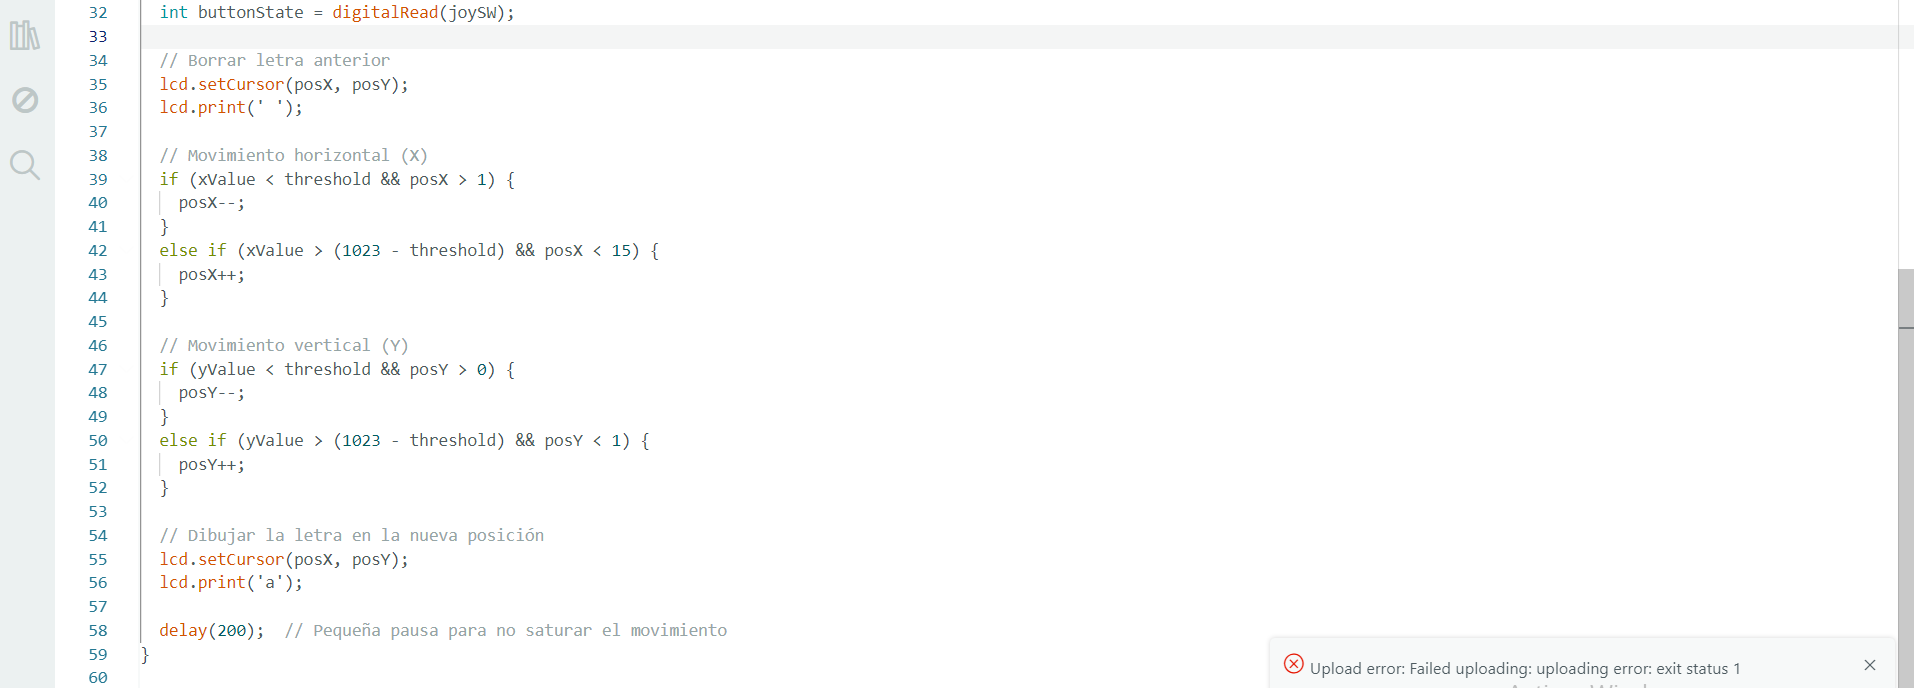 32 int buttonState = digitalRead(joySW);
33
34 // Borrar letra anterior
35 lcd.setCursor(posX, posY);
36 lcd.print(' ');
37
38 // Movimiento horizontal (X)
39 if (xValue < threshold && posX > 1) {
40 posX--;
41 }
42 else if (xValue > (1023 - threshold) && posX < 15) {
43 posX++;
44 }
45
46 // Movimiento vertical (Y)
47 if (yValue < threshold && posY > 0) {
48 posY--;
49 }
50 else if (yValue > (1023 - threshold) && posY < 1) {
51 posY++;
52 }
53
54 // Dibujar la letra en la nueva posición
55 lcd.setCursor(posX, posY);
56 lcd.print('a');
57
58 delay(200);  // Pequeña pausa para no saturar el movimiento
59 }
60
Upload error: Failed uploading: uploading error: exit status 1